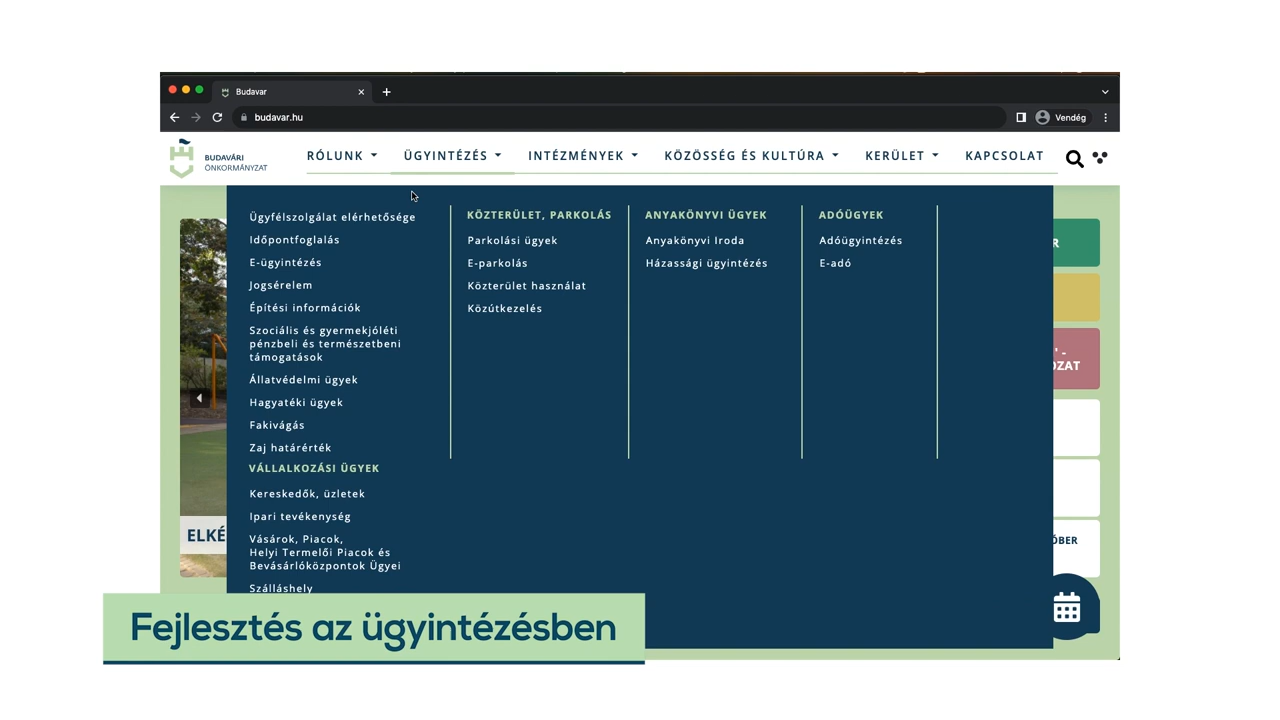 Budavar
budavar.hu
Vendég
BUDAVÁRI
ÖNKORMÁNYZAT
RÓLUNK
ÜGYINTÉZÉS
INTÉZMÉNYEK
KÖZÖSSÉG ÉS KULTÚRA
KERÜLET
KAPCSOLAT
Ügyfélszolgálat elérhetősége
Időpontfoglalás
E-ügyintézés
Jogsérelem
Építési információk
Szociális és gyermekjóléti
pénzbeli és természetbeni
támogatások
Állatvédelmi ügyek
Hagyatéki ügyek
Fakivágás
Zaj határérték
VÁLLALKOZÁSI ÜGYEK
Kereskedők, üzletek
Ipari tevékenység
Vásárok, Piacok,
Helyi Termelői Piacok és
Bevásárlóközpontok Ügyei
Szálláshely
KÖZTERÜLET, PARKOLÁS
Parkolási ügyek
E-parkolás
Közterület használat
Közútkezelés
ANYAKÖNYVI ÜGYEK
Anyakönyvi Iroda
Házassági ügyintézés
ADÓÜGYEK
Adóügyintézés
E-adó
R
' -
OZAT
ÓBER
ELKÉ
Fejlesztés az ügyintézésben